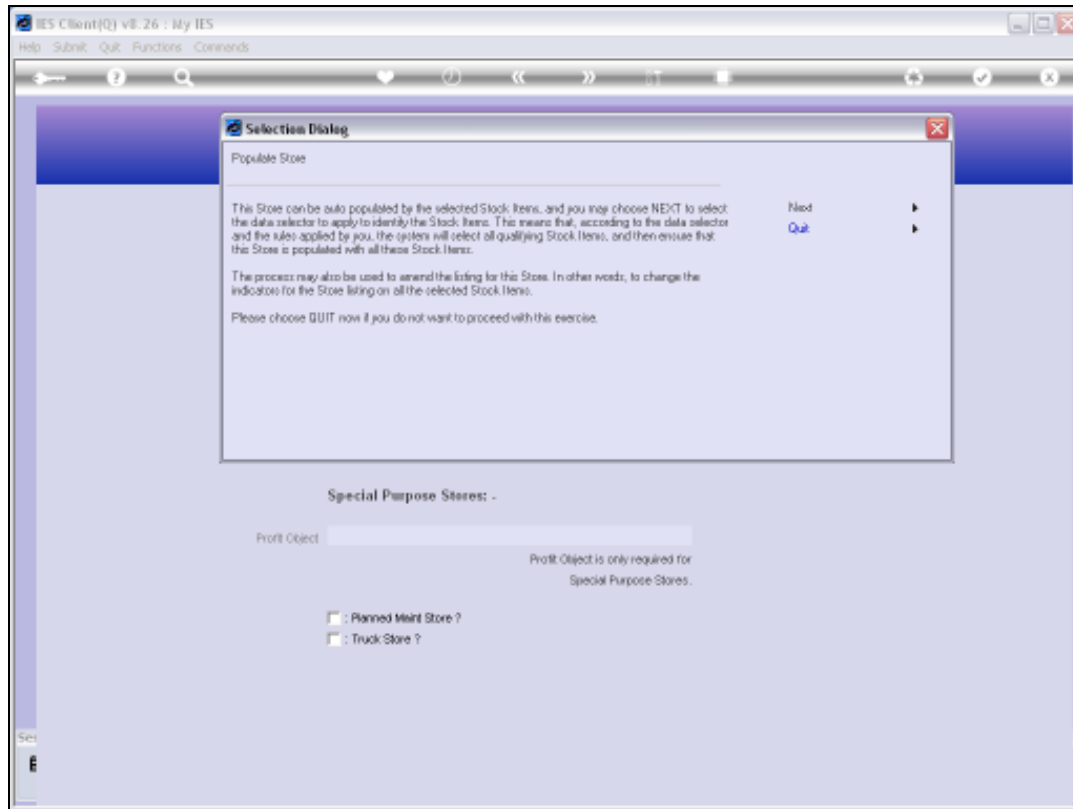 IES Client(Q) v8.26 : My IES
Help Submit Quit Functions Commands
Selection Dialog
Populate Store
This Store can be auto populated by the selected Stock Items, and you may choose NEXT to select
the data selector to apply to identify the Stock Items. This means that, according to the data selector
and the rules applied by you, the system will select all qualifying Stock Items, and then ensure that
this Store is populated with all these Stock Items.
The process may also be used to amend the listing for this Store. In other words, to change the
indicators for the Store listing on all the selected Stock Items.
Please choose QUIT now if you do not want to proceed with this exercise.
Next
Quit
Special Purpose Stores: -
Profit Object
Profit Object is only required for
Special Purpose Stores.
: Planned Maint Store ?
: Truck Store ?
Ses